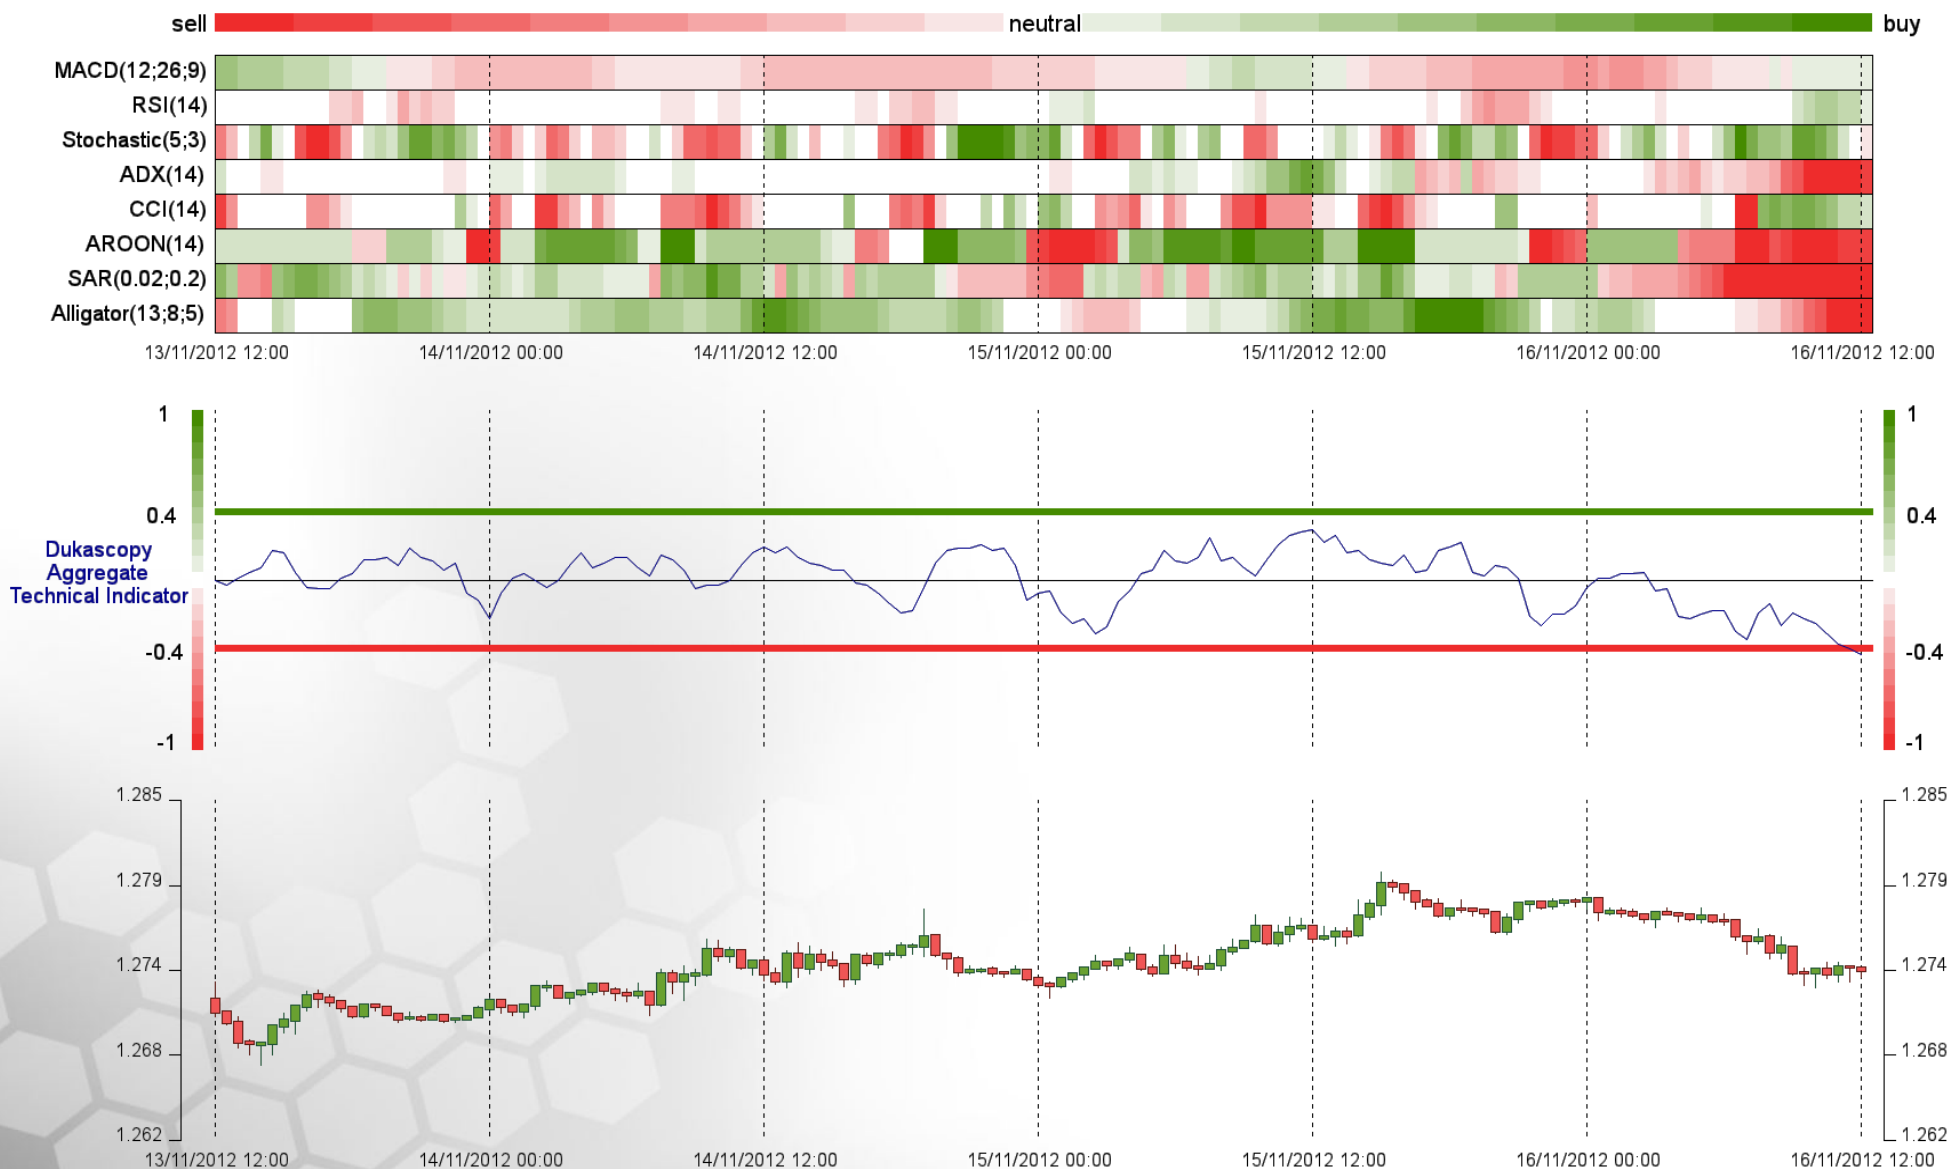 sell neutral buy
MACD(12;26;9)
RSI(14)
Stochastic(5;3)
ADX(14)
CCI(14)
AROON(14)
SAR(0.02;0.2)
Alligator(13;8;5)
13/11/2012 12:00 14/11/2012 00:00 14/11/2012 12:00 15/11/2012 00:00 15/11/2012 12:00 16/11/2012 00:00 16/11/2012 12:00
1 1
0.4 0.4
Dukascopy
Aggregate
Technical Indicator
-0.4 -0.4
-1 -1
1.285 1.285
1.279 1.279
1.274 1.274
1.268 1.268
1.262 1.262
13/11/2012 12:00 14/11/2012 00:00 14/11/2012 12:00 15/11/2012 00:00 15/11/2012 12:00 16/11/2012 00:00 16/11/2012 12:00